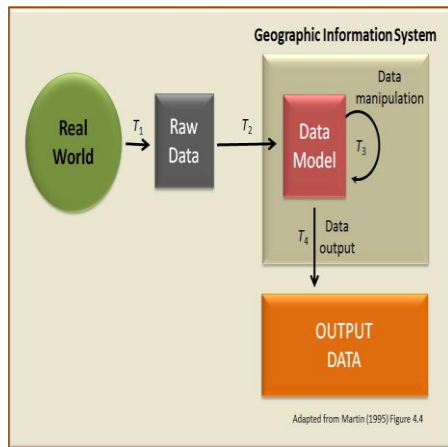 Geographic Information System
Data
manipulation
Real
World
T1
Raw
Data
T2
Data
Model
T3
T4
Data
output
OUTPUT
DATA
Adapted from Martin (1995) Figure 4.4